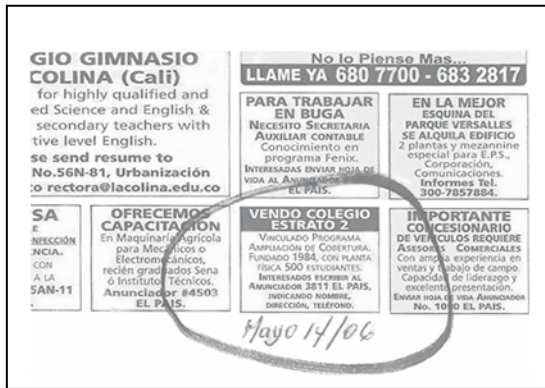 GIO GIMNASIO
COLINA (Cali)
for highly qualified and
ed Science and English &
secondary teachers with
tive level English.
se send resume to
No.56N-81, Urbanización
o rectora@lacolina.edu.co
No lo Piense Mas...
LLAME YA 680 7700 - 683 2817
PARA TRABAJAR
EN BUGA
NECESITO SECRETARIA
AUXILIAR CONTABLE
Conocimiento en
programa Fenix.
INTERESADAS ENVIAR HOJA DE
VIDA AL ANUNCIADOR
EL PAIS.
EN LA MEJOR
ESQUINA DEL
PARQUE VERSALLES
SE ALQUILA EDIFICIO
2 plantas y mezannine
especial para E.P.S.,
Corporación,
Comunicaciones.
Informes Tel.
300-7857884.
SA
E
NFECCIÓN
NCIA.
CON
A LA
SAN-11
OFRECEMOS
CAPACITACIÓN
En Maquinaria Agrícola
para Mecánicos o
Electromecánicos,
recién graduados Sena
ó Institutos Técnicos.
Anunciador #4503
EL PAIS.
VENDO COLEGIO
ESTRATO 2
VINCULADO PROGRAMA
AMPLIACIÓN DE COBERTURA.
FUNDADO 1984, CON PLANTA
FÍSICA 500 ESTUDIANTES.
INTERESADOS ESCRIBIR AL
ANUNCIADOR 3811 EL PAÍS,
INDICANDO NOMBRE,
DIRECCIÓN, TELÉFONO.
IMPORTANTE
CONCESIONARIO
DE VEHICULOS REQUIERE
ASESORES COMERCIALES
Con amplia experiencia en
ventas y trabajo de campo.
Capacidad de liderazgo y
excelente presentación.
ENVIAR HOJA DE VIDA ANUNCIADOR
No. 1090 EL PAIS.
Mayo 14/06